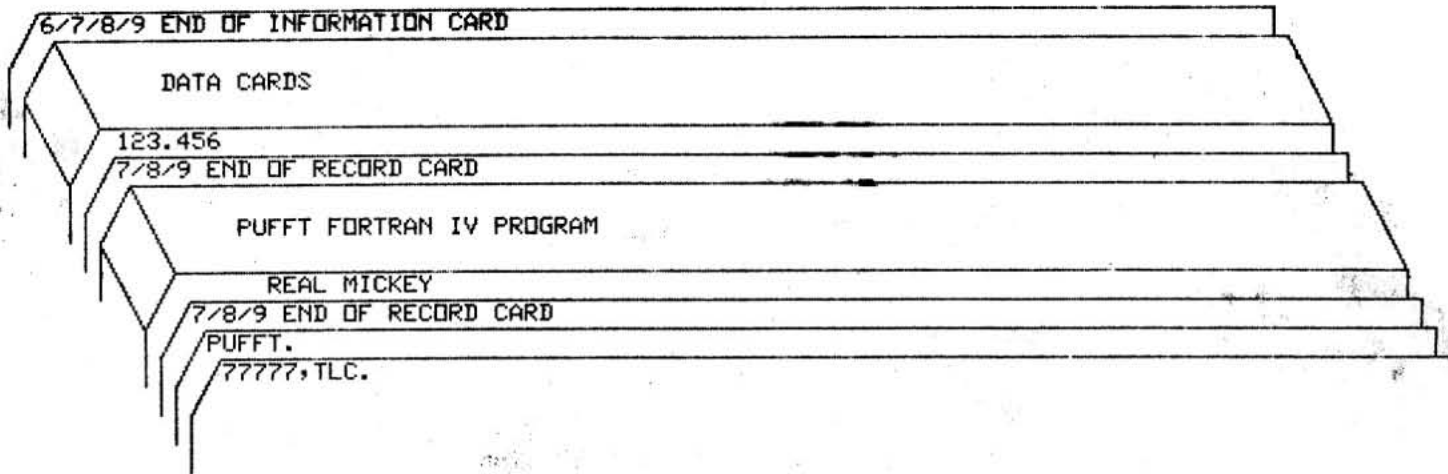 6/7/8/9 END OF INFORMATION CARD
DATA CARDS
123.456
7/8/9 END OF RECORD CARD
PUFFT FORTRAN IV PROGRAM
REAL MICKEY
7/8/9 END OF RECORD CARD
PUFFT.
77777,TLC.